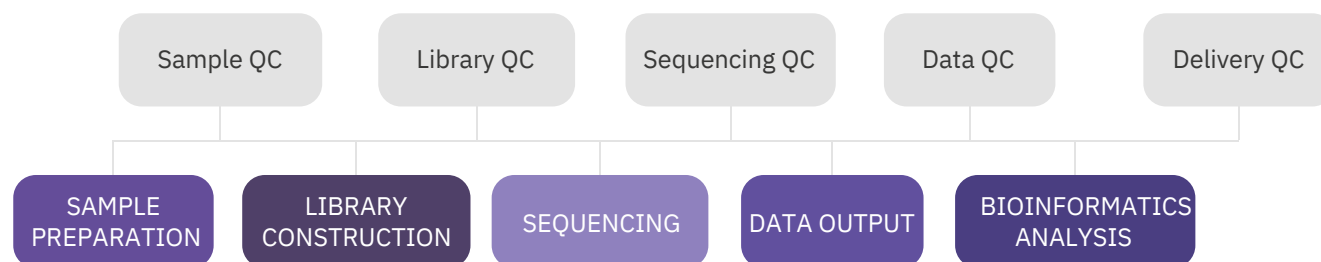 Sample QC
Library QC
Sequencing QC
Data QC
Delivery QC
SAMPLE
PREPARATION
LIBRARY
CONSTRUCTION
SEQUENCING
DATA OUTPUT
BIOINFORMATICS
ANALYSIS